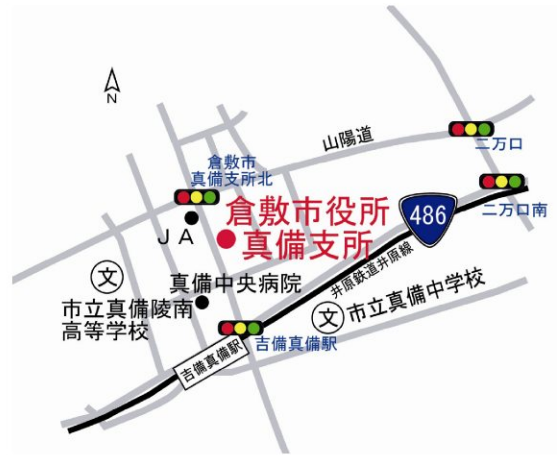 N
山陽道
二万口
倉敷市
真備支所北
二万口南
倉敷市役所
真備支所
486
JA
井原鉄道井原線
文
市立真備陵南
高等学校
真備中央病院
文
市立真備中学校
吉備真備駅
吉備真備駅